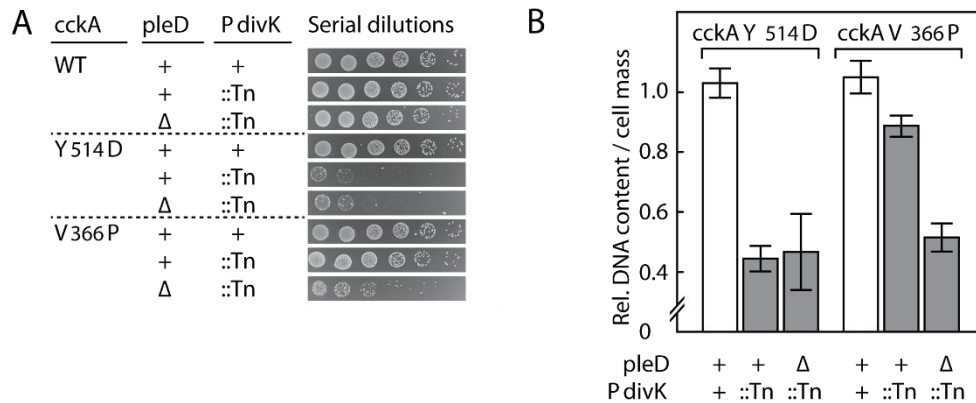 A
cckA pleD P divK Serial dilutions
WT + +
+ ::Tn
Δ ::Tn
Y 514 D + +
+ ::Tn
Δ ::Tn
V 366 P + +
+ ::Tn
Δ ::Tn
B
cckA Y 514 D cckA V 366 P
Rel. DNA content / cell mass
1.0
0.8
0.6
0.4
0
pleD + + Δ + + Δ
P divK + ::Tn ::Tn + ::Tn ::Tn